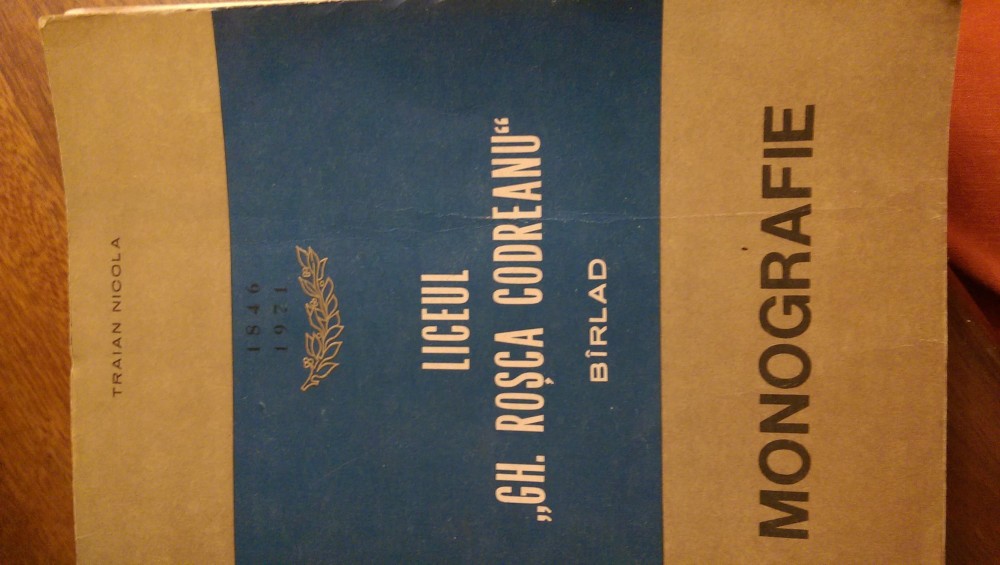 TRAIAN NICOLA
1846
1971
LICEUL
„GH. ROȘCA CODREANU“
BÎRLAD
MONOGRAFIE